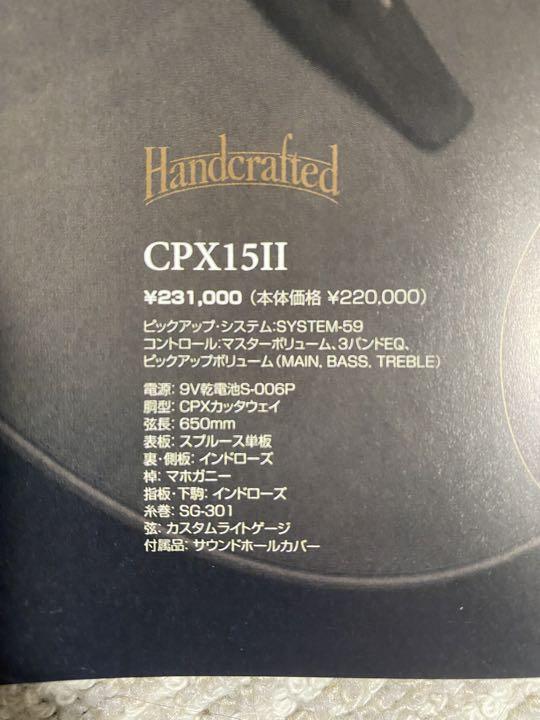 Handcrafted
CPX15II
¥231,000（本体価格 ¥220,000）
ピックアップ・システム:SYSTEM-59
コントロール:マスターボリューム、3バンドEQ、
ピックアップボリューム（MAIN, BASS, TREBLE）
電源: 9V乾電池S-006P
胴型: CPXカッタウェイ
弦長: 650mm
表板: スプルース単板
裏・側板: インドローズ
棹: マホガニー
指板・下駒: インドローズ
糸巻: SG-301
弦: カスタムライトゲージ
付属品: サウンドホールカバー